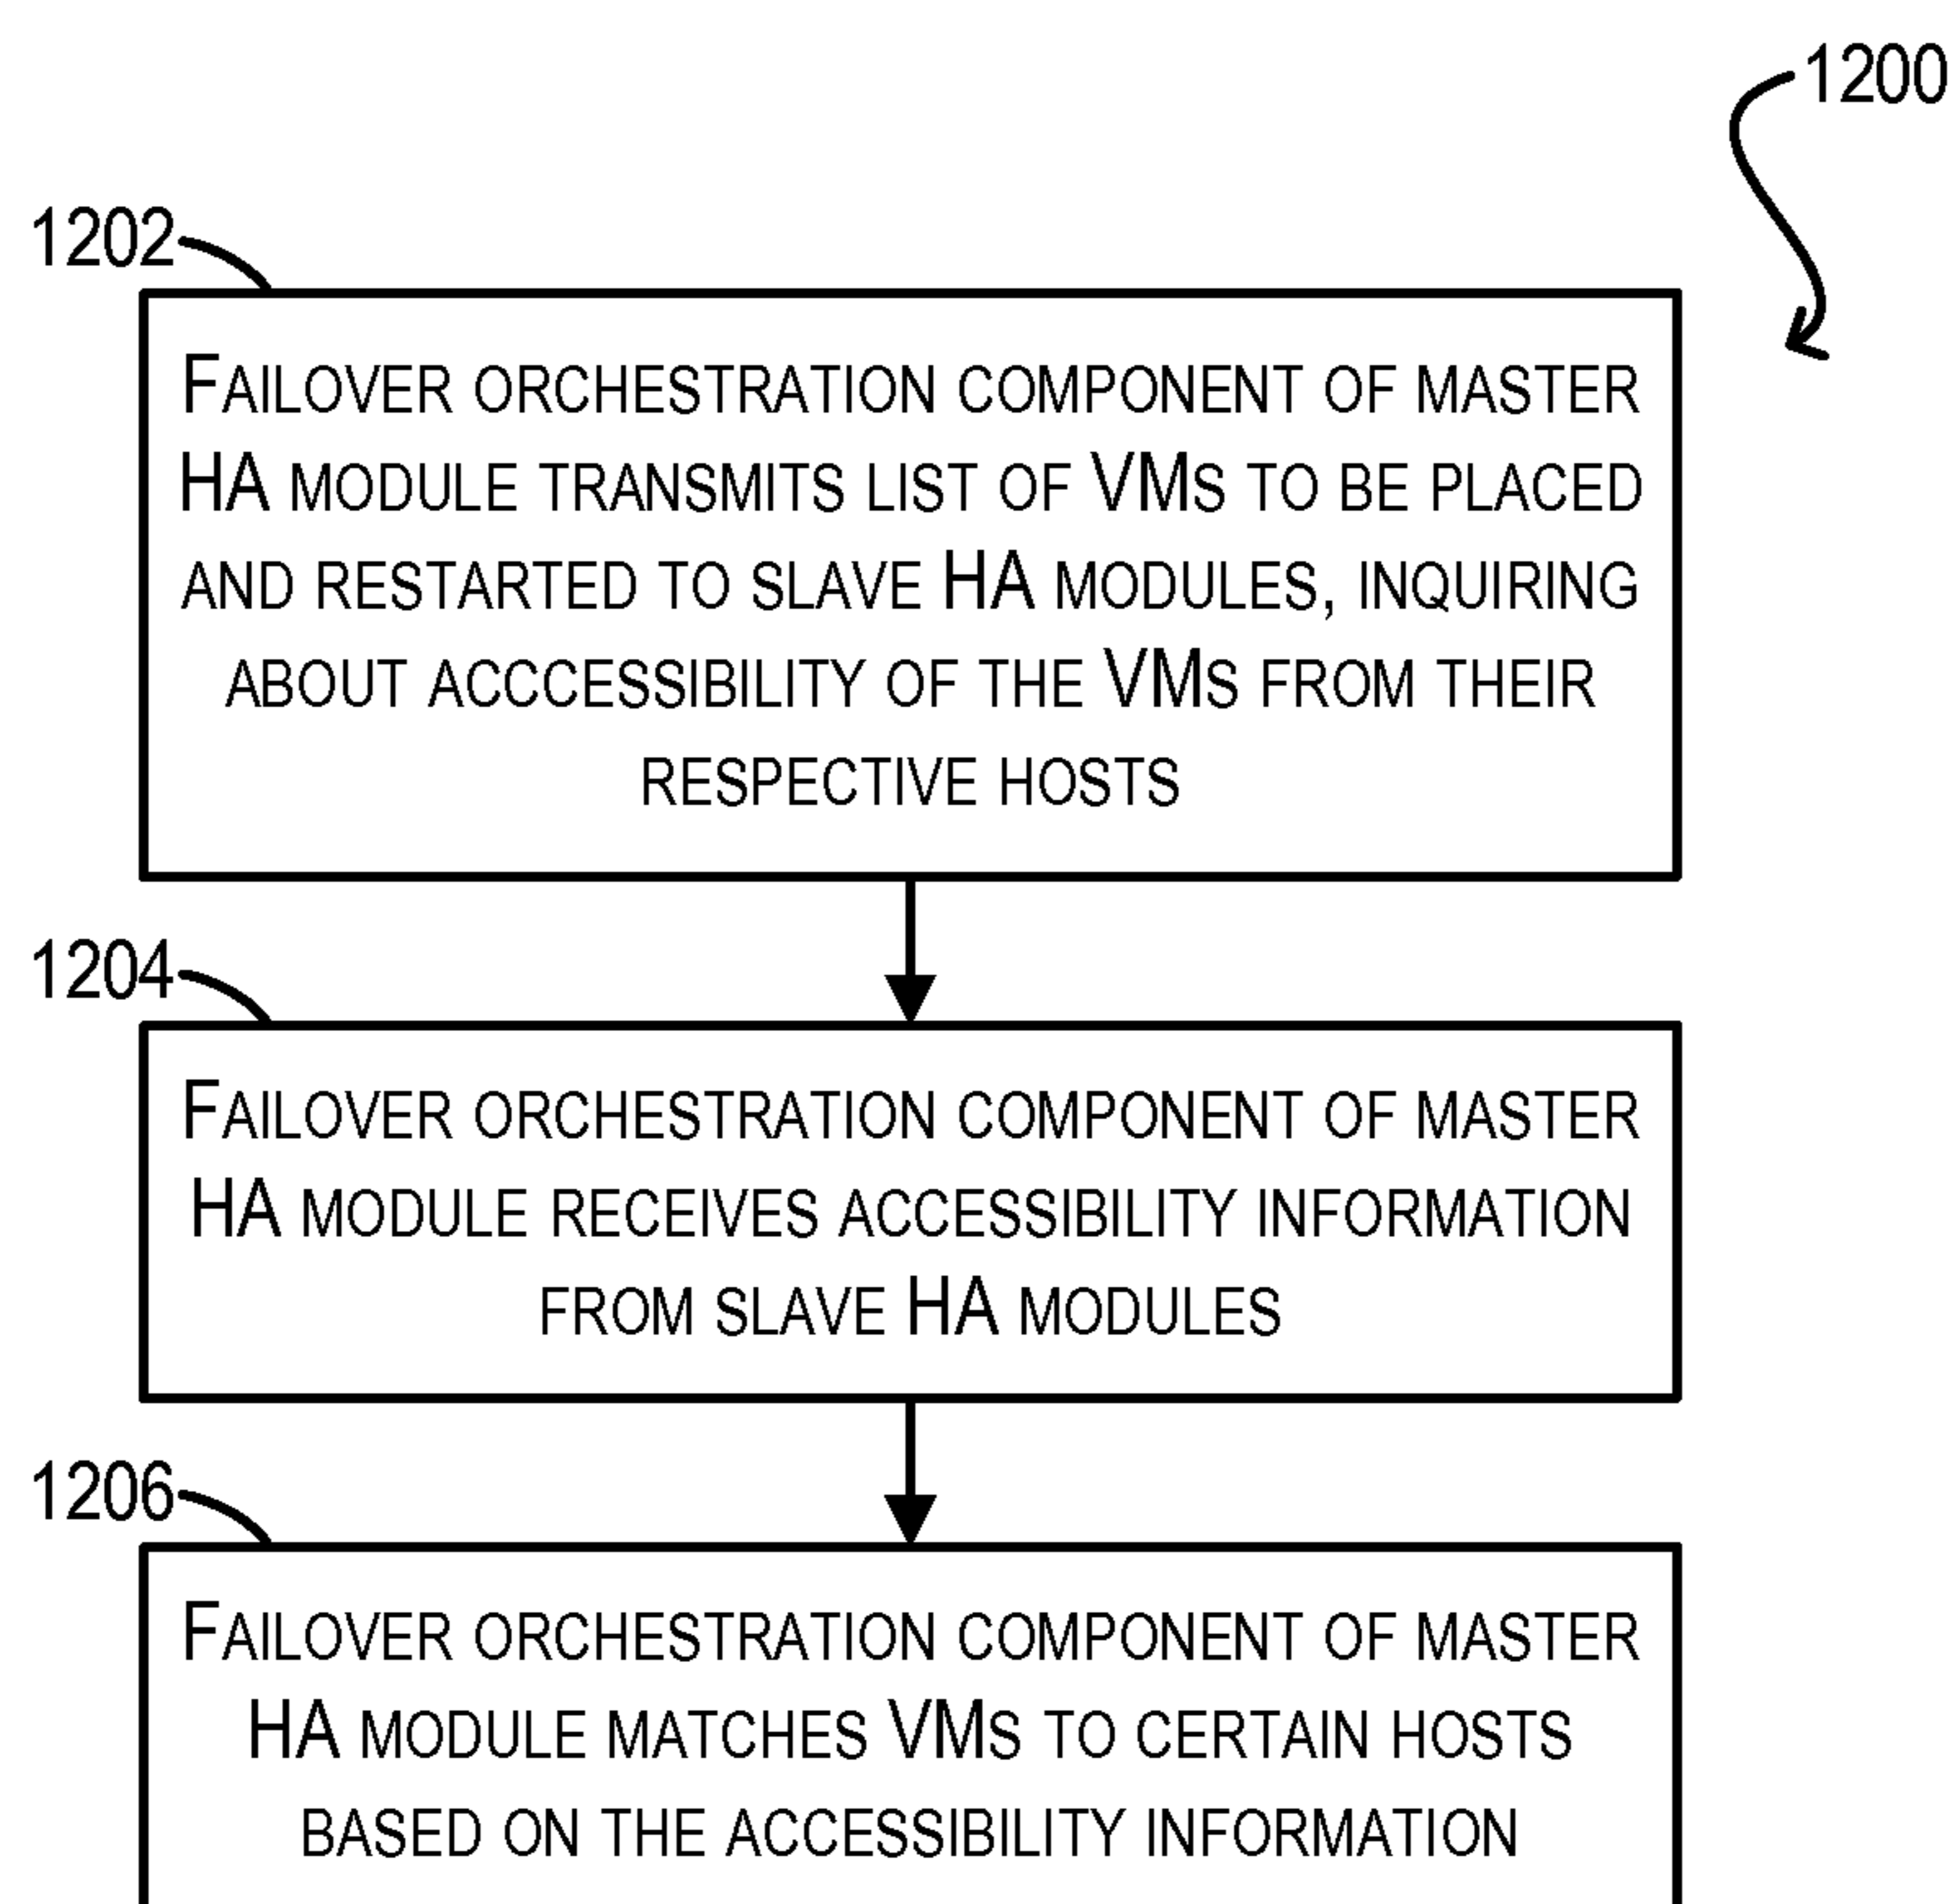 1200
1202
FAILOVER ORCHESTRATION COMPONENT OF MASTER
HA MODULE TRANSMITS LIST OF VMS TO BE PLACED
AND RESTARTED TO SLAVE HA MODULES, INQUIRING
ABOUT ACCCESSIBILITY OF THE VMS FROM THEIR
RESPECTIVE HOSTS
1204
FAILOVER ORCHESTRATION COMPONENT OF MASTER
HA MODULE RECEIVES ACCESSIBILITY INFORMATION
FROM SLAVE HA MODULES
1206
FAILOVER ORCHESTRATION COMPONENT OF MASTER
HA MODULE MATCHES VMS TO CERTAIN HOSTS
BASED ON THE ACCESSIBILITY INFORMATION